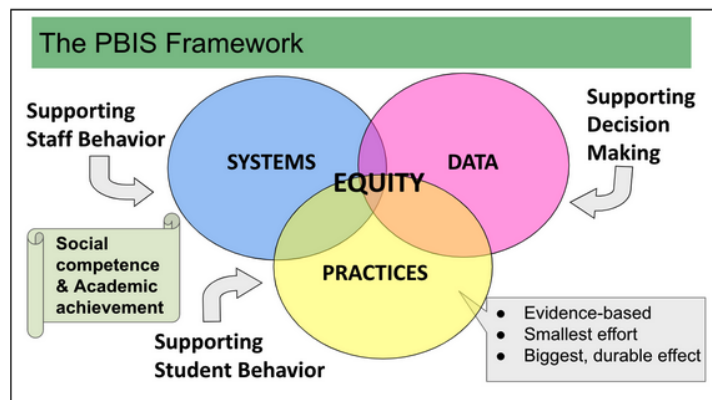 The PBIS Framework
Supporting
Staff Behavior
Supporting
Decision
Making
SYSTEMS
DATA
EQUITY
PRACTICES
Social
competence
& Academic
achievement
Supporting
Student Behavior
● Evidence-based
● Smallest effort
● Biggest, durable effect